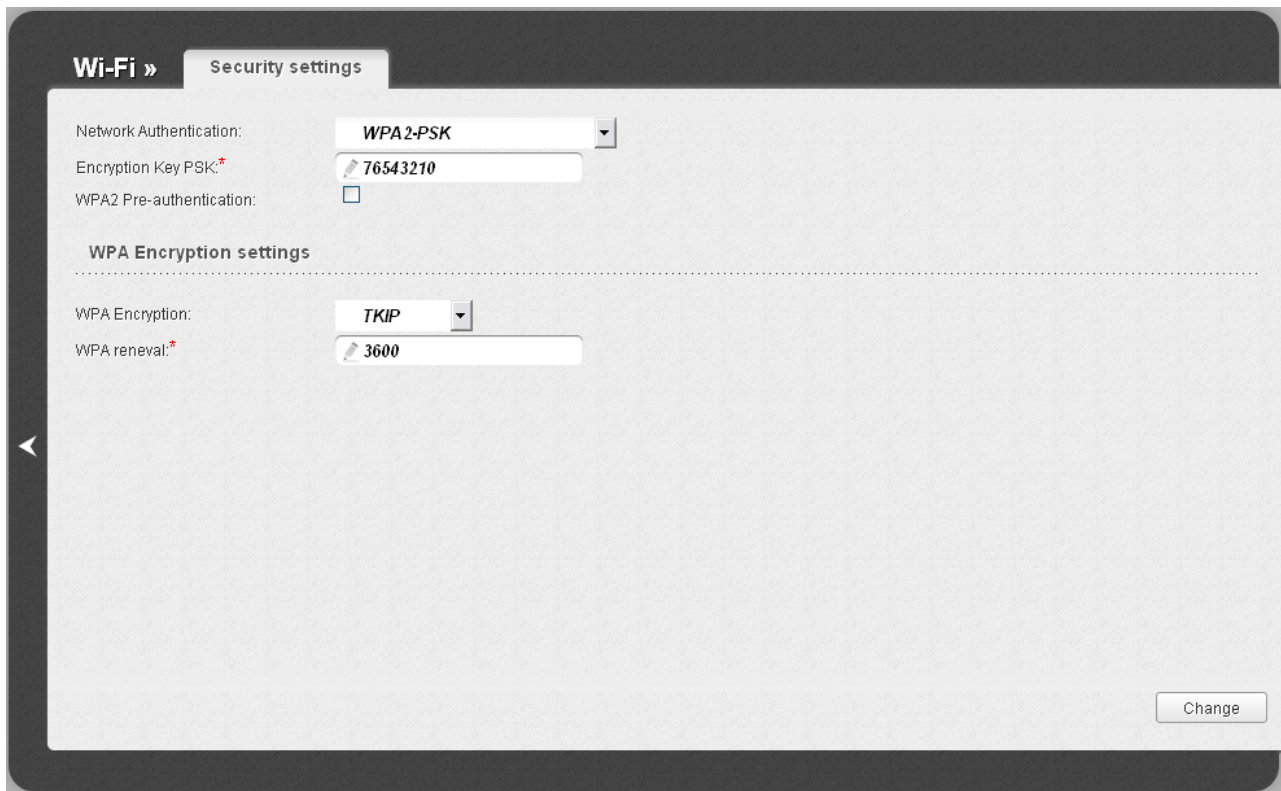 Wi-Fi » Security settings
Network Authentication: WPA2-PSK
Encryption Key PSK:* 76543210
WPA2 Pre-authentication:
WPA Encryption settings
WPA Encryption: TKIP
WPA reneval:* 3600
Change